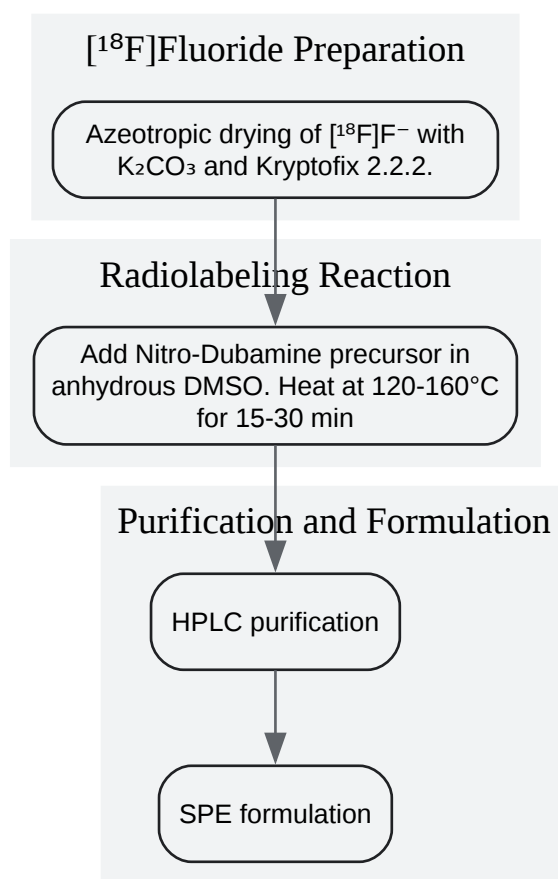 [¹⁸F]Fluoride Preparation
Azeotropic drying of [¹⁸F]F⁻ with
K₂CO₃ and Kryptofix 2.2.2.
Radiolabeling Reaction
Add Nitro-Dubamine precursor in
anhydrous DMSO. Heat at 120-160°C
for 15-30 min
Purification and Formulation
HPLC purification
SPE formulation